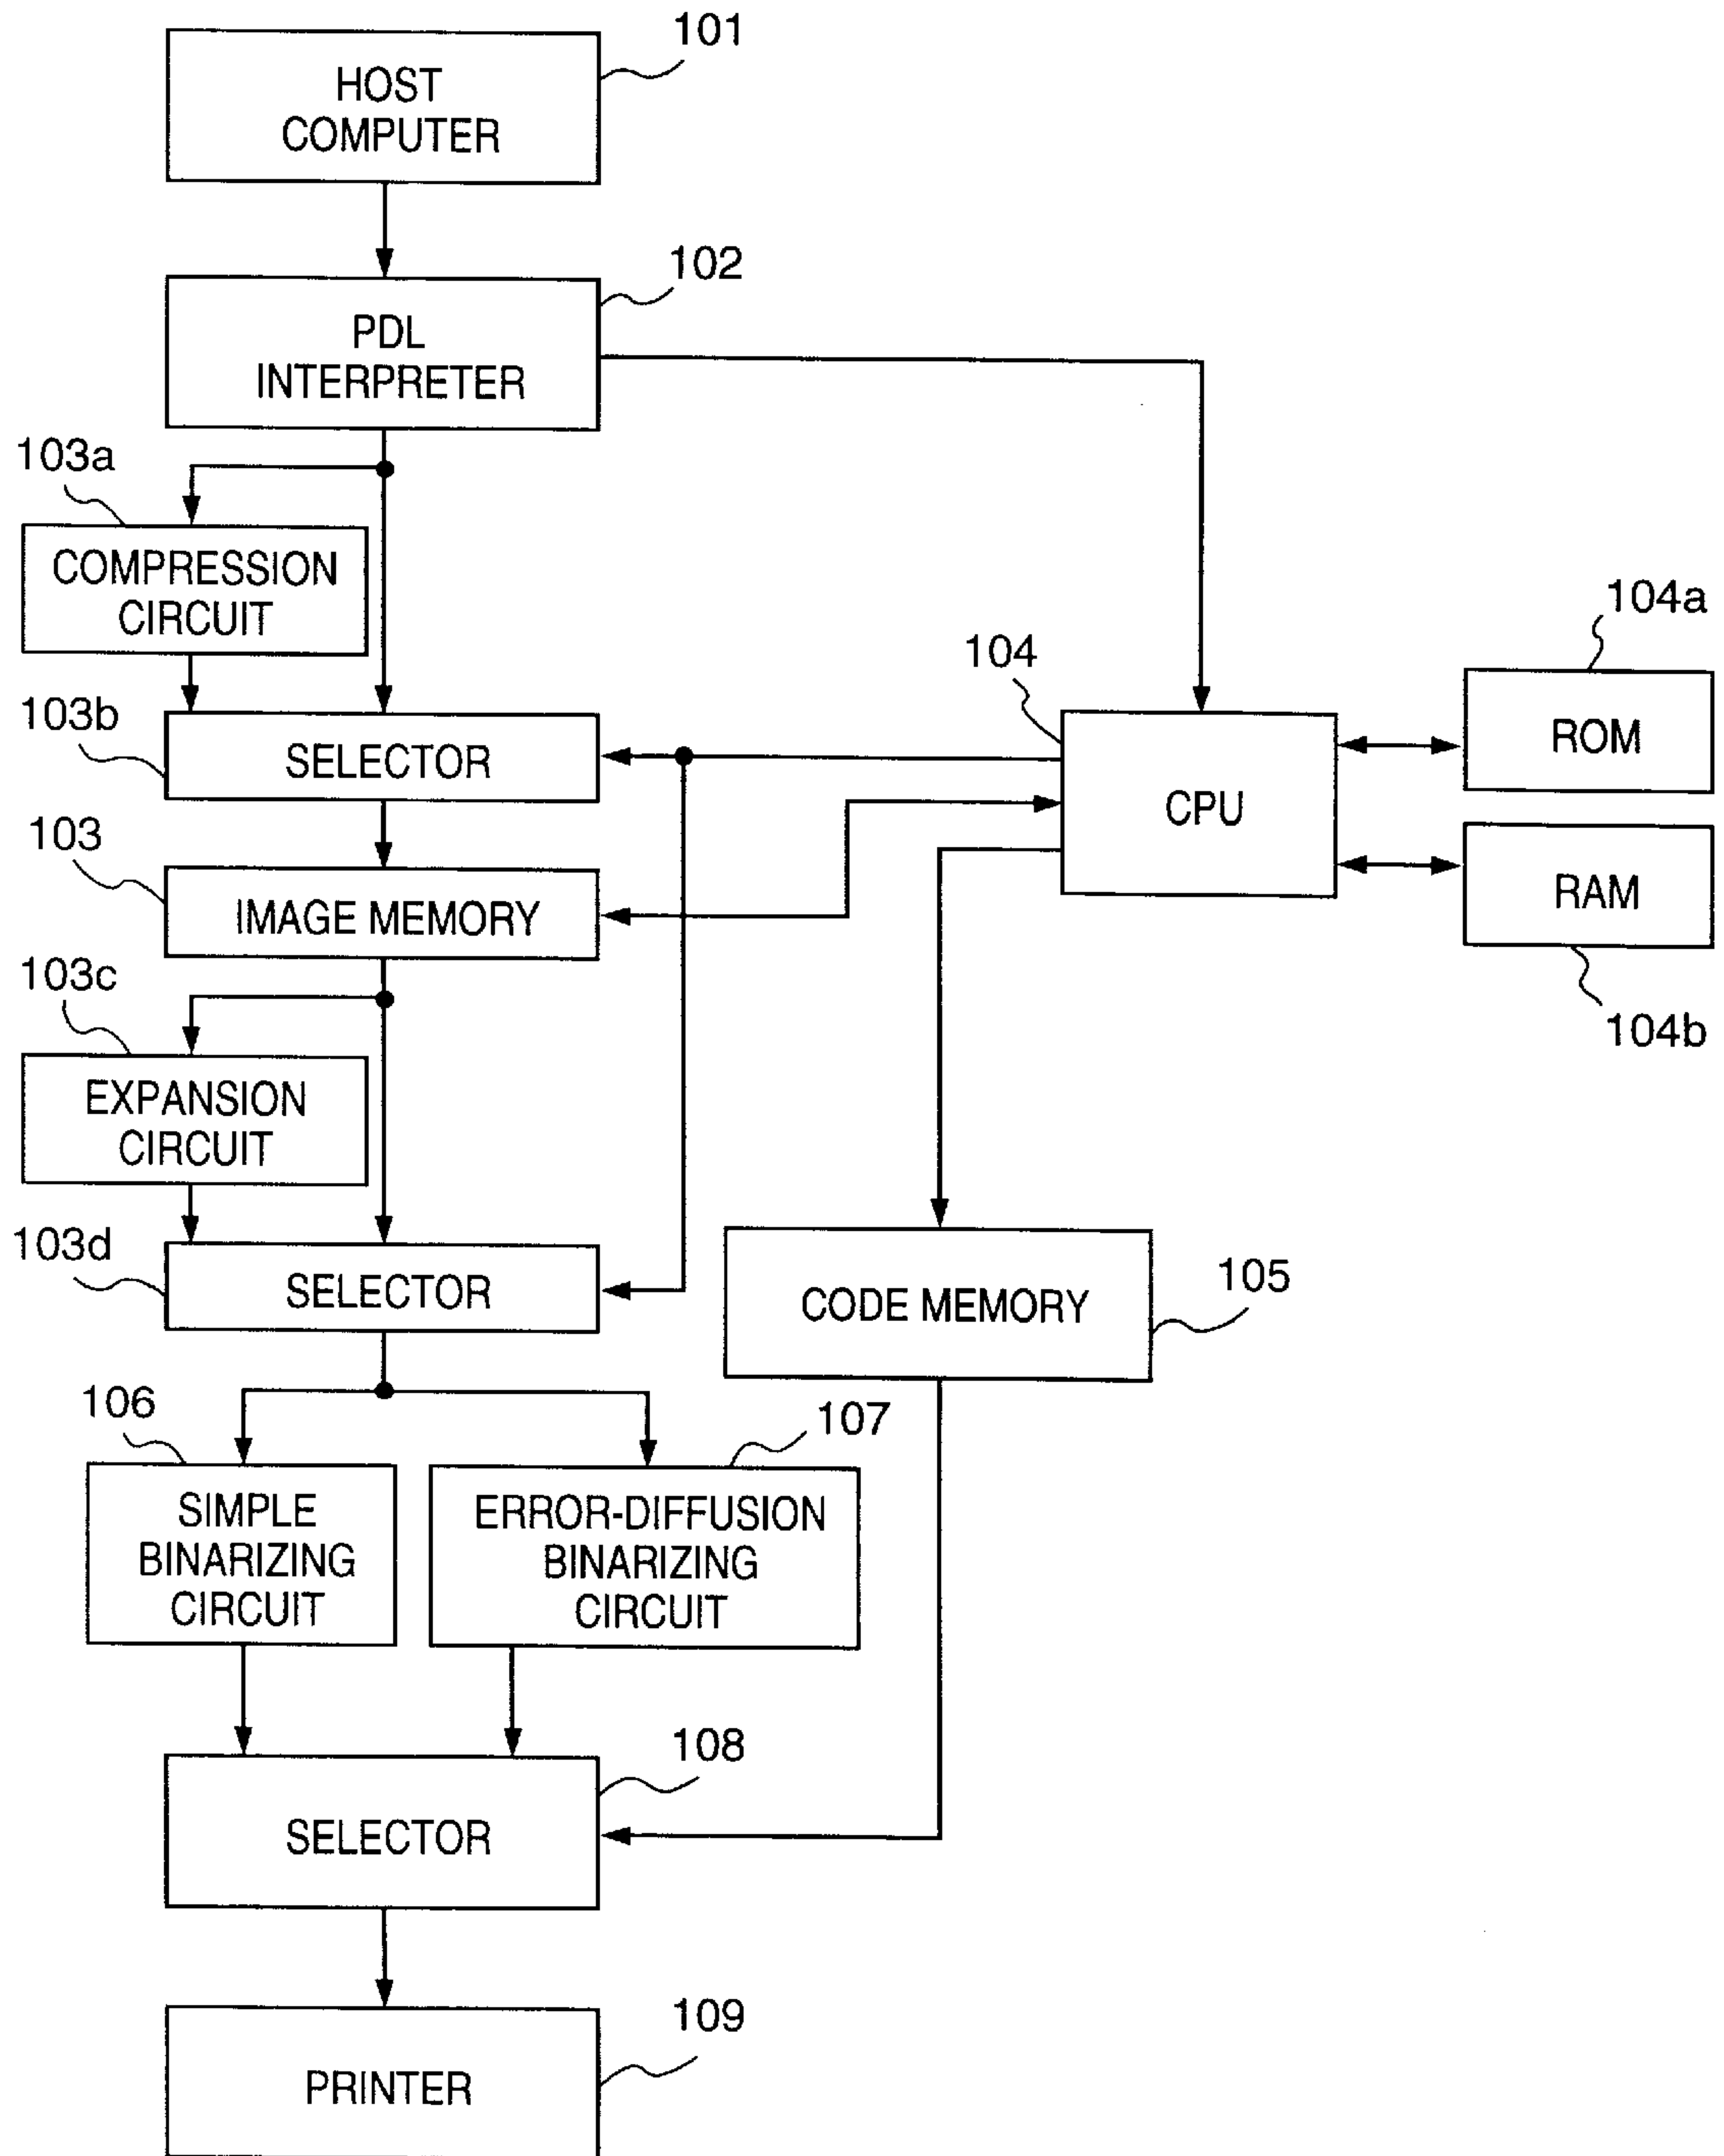 101
HOST
COMPUTER
102
PDL
INTERPRETER
103a
COMPRESSION
CIRCUIT
104a
ROM
104
CPU
103b
SELECTOR
RAM
104b
103
IMAGE MEMORY
103c
EXPANSION
CIRCUIT
103d
SELECTOR
CODE MEMORY
105
106
SIMPLE
BINARIZING
CIRCUIT
107
ERROR-DIFFUSION
BINARIZING
CIRCUIT
108
SELECTOR
109
PRINTER